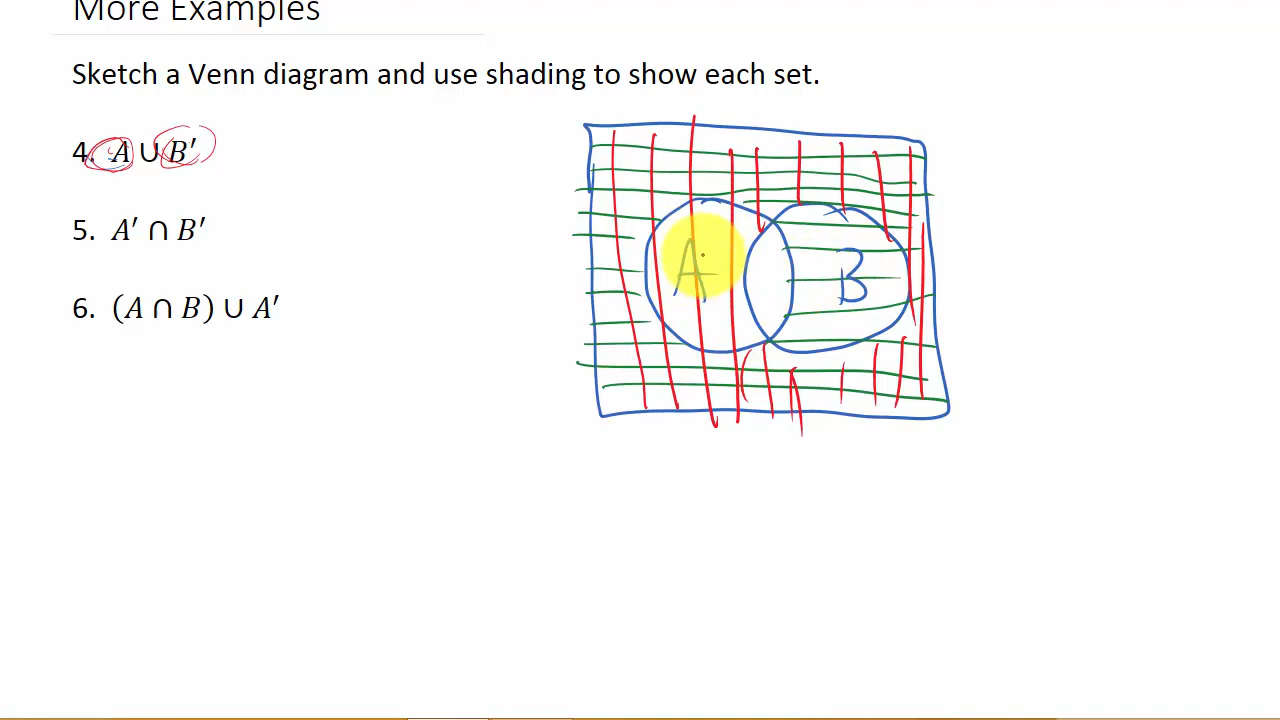 More Examples
Sketch a Venn diagram and use shading to show each set.
4. A ∪ B′
5. A′ ∩ B′
6. (A ∩ B) ∪ A′
A B